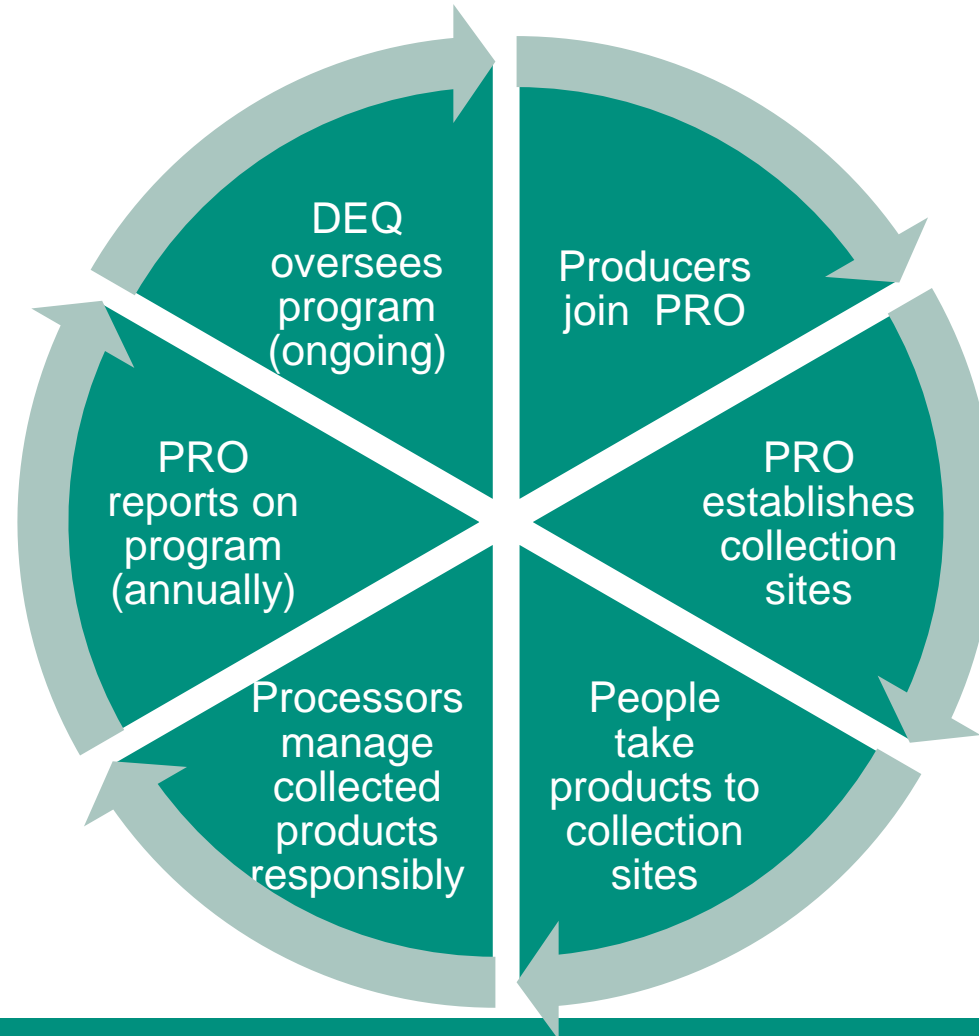 Producers
join PRO
PRO
establishes
collection
sites
People
take
products to
collection
sites
Processors
manage
collected
products
responsibly
PRO
reports on
program
(annually)
DEQ
oversees
program
(ongoing)